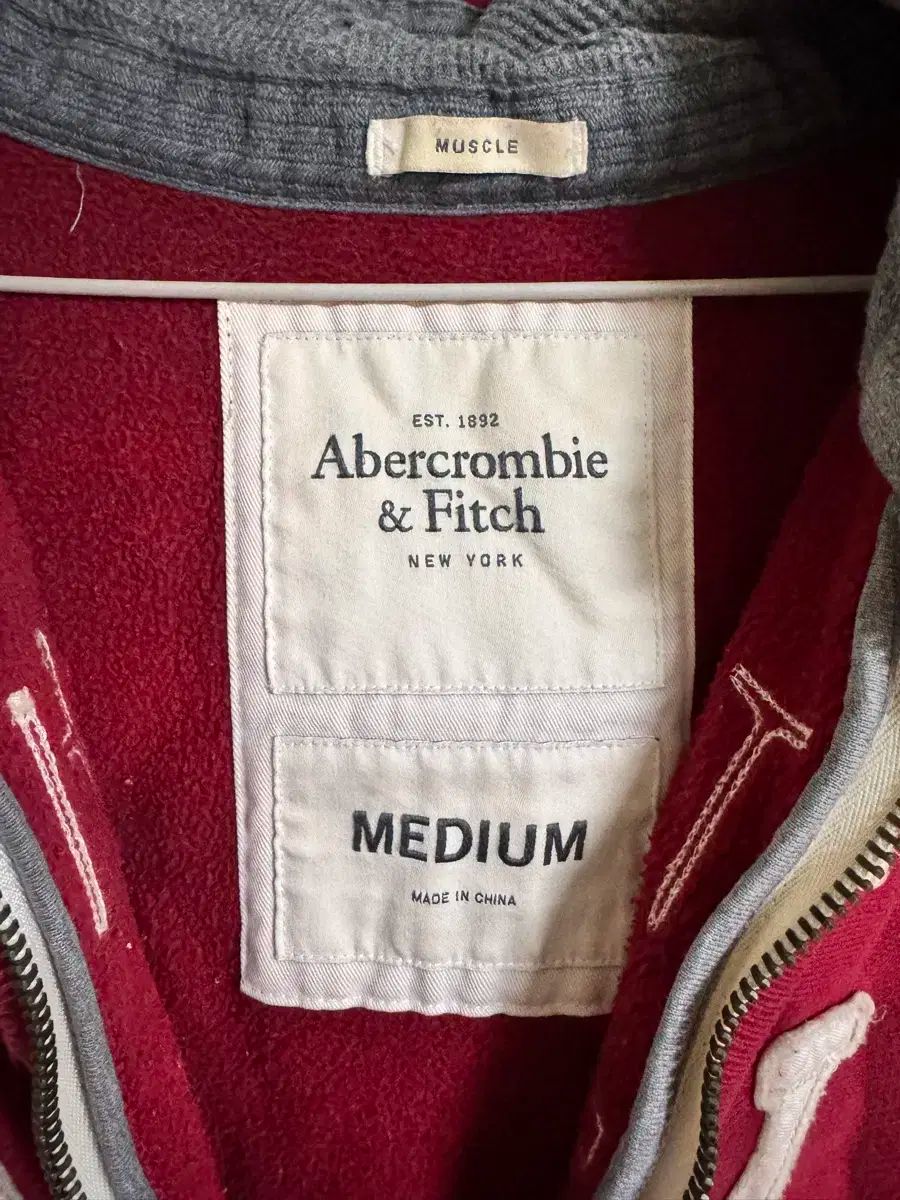 MUSCLE
EST. 1892
Abercrombie
& Fitch
NEW YORK
MEDIUM
MADE IN CHINA